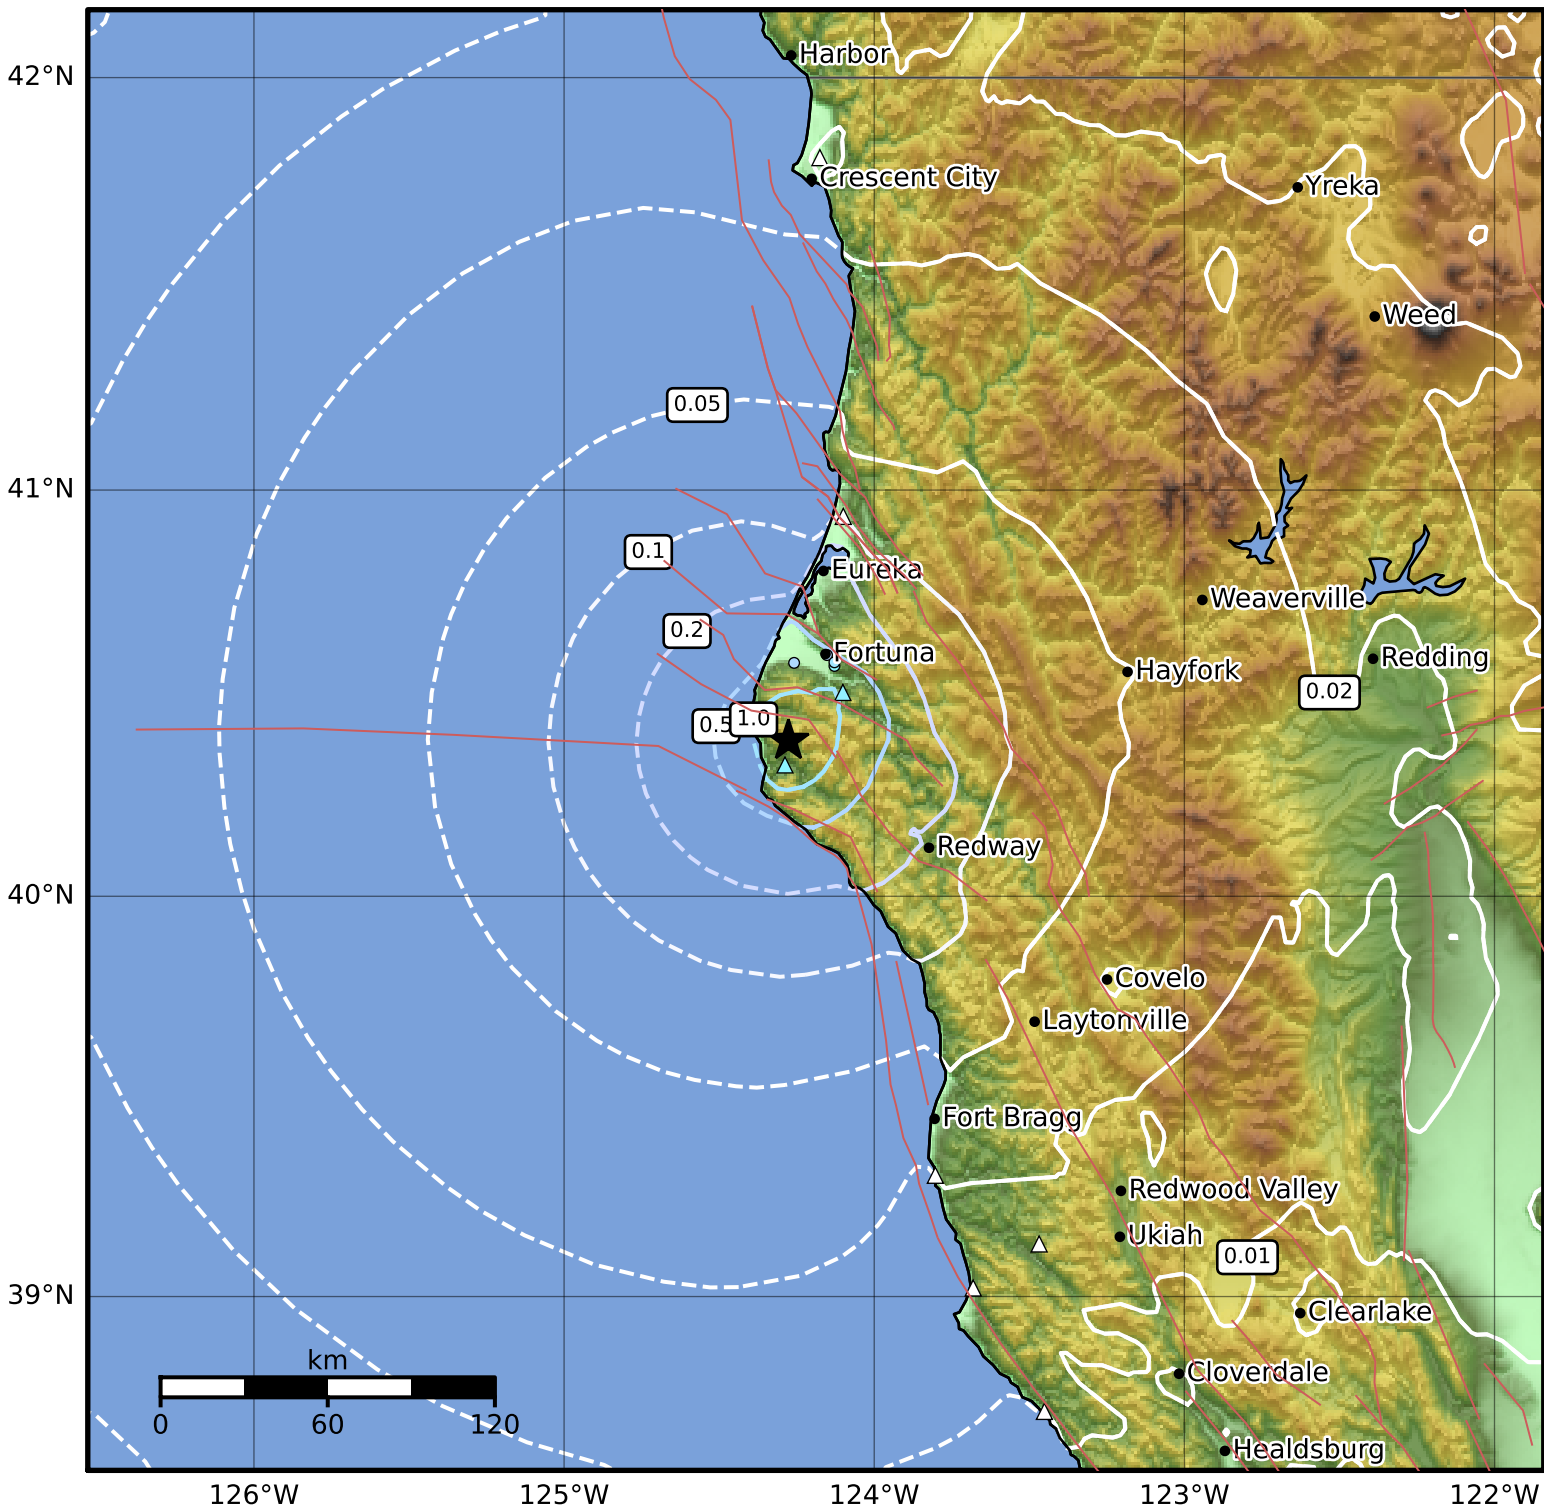 42°N
41°N
40°N
39°N
Harbor
Crescent City
Yreka
Weed
0.05
0.1
Eureka
Weaverville
0.2
Fortuna
Hayfork
Redding
0.02
0.5
1.0
Redway
Covelo
Laytonville
Fort Bragg
Redwood Valley
Ukiah
0.01
Clearlake
Cloverdale
Healdsburg
km
0 60 120
126°W 125°W 124°W 123°W 122°W